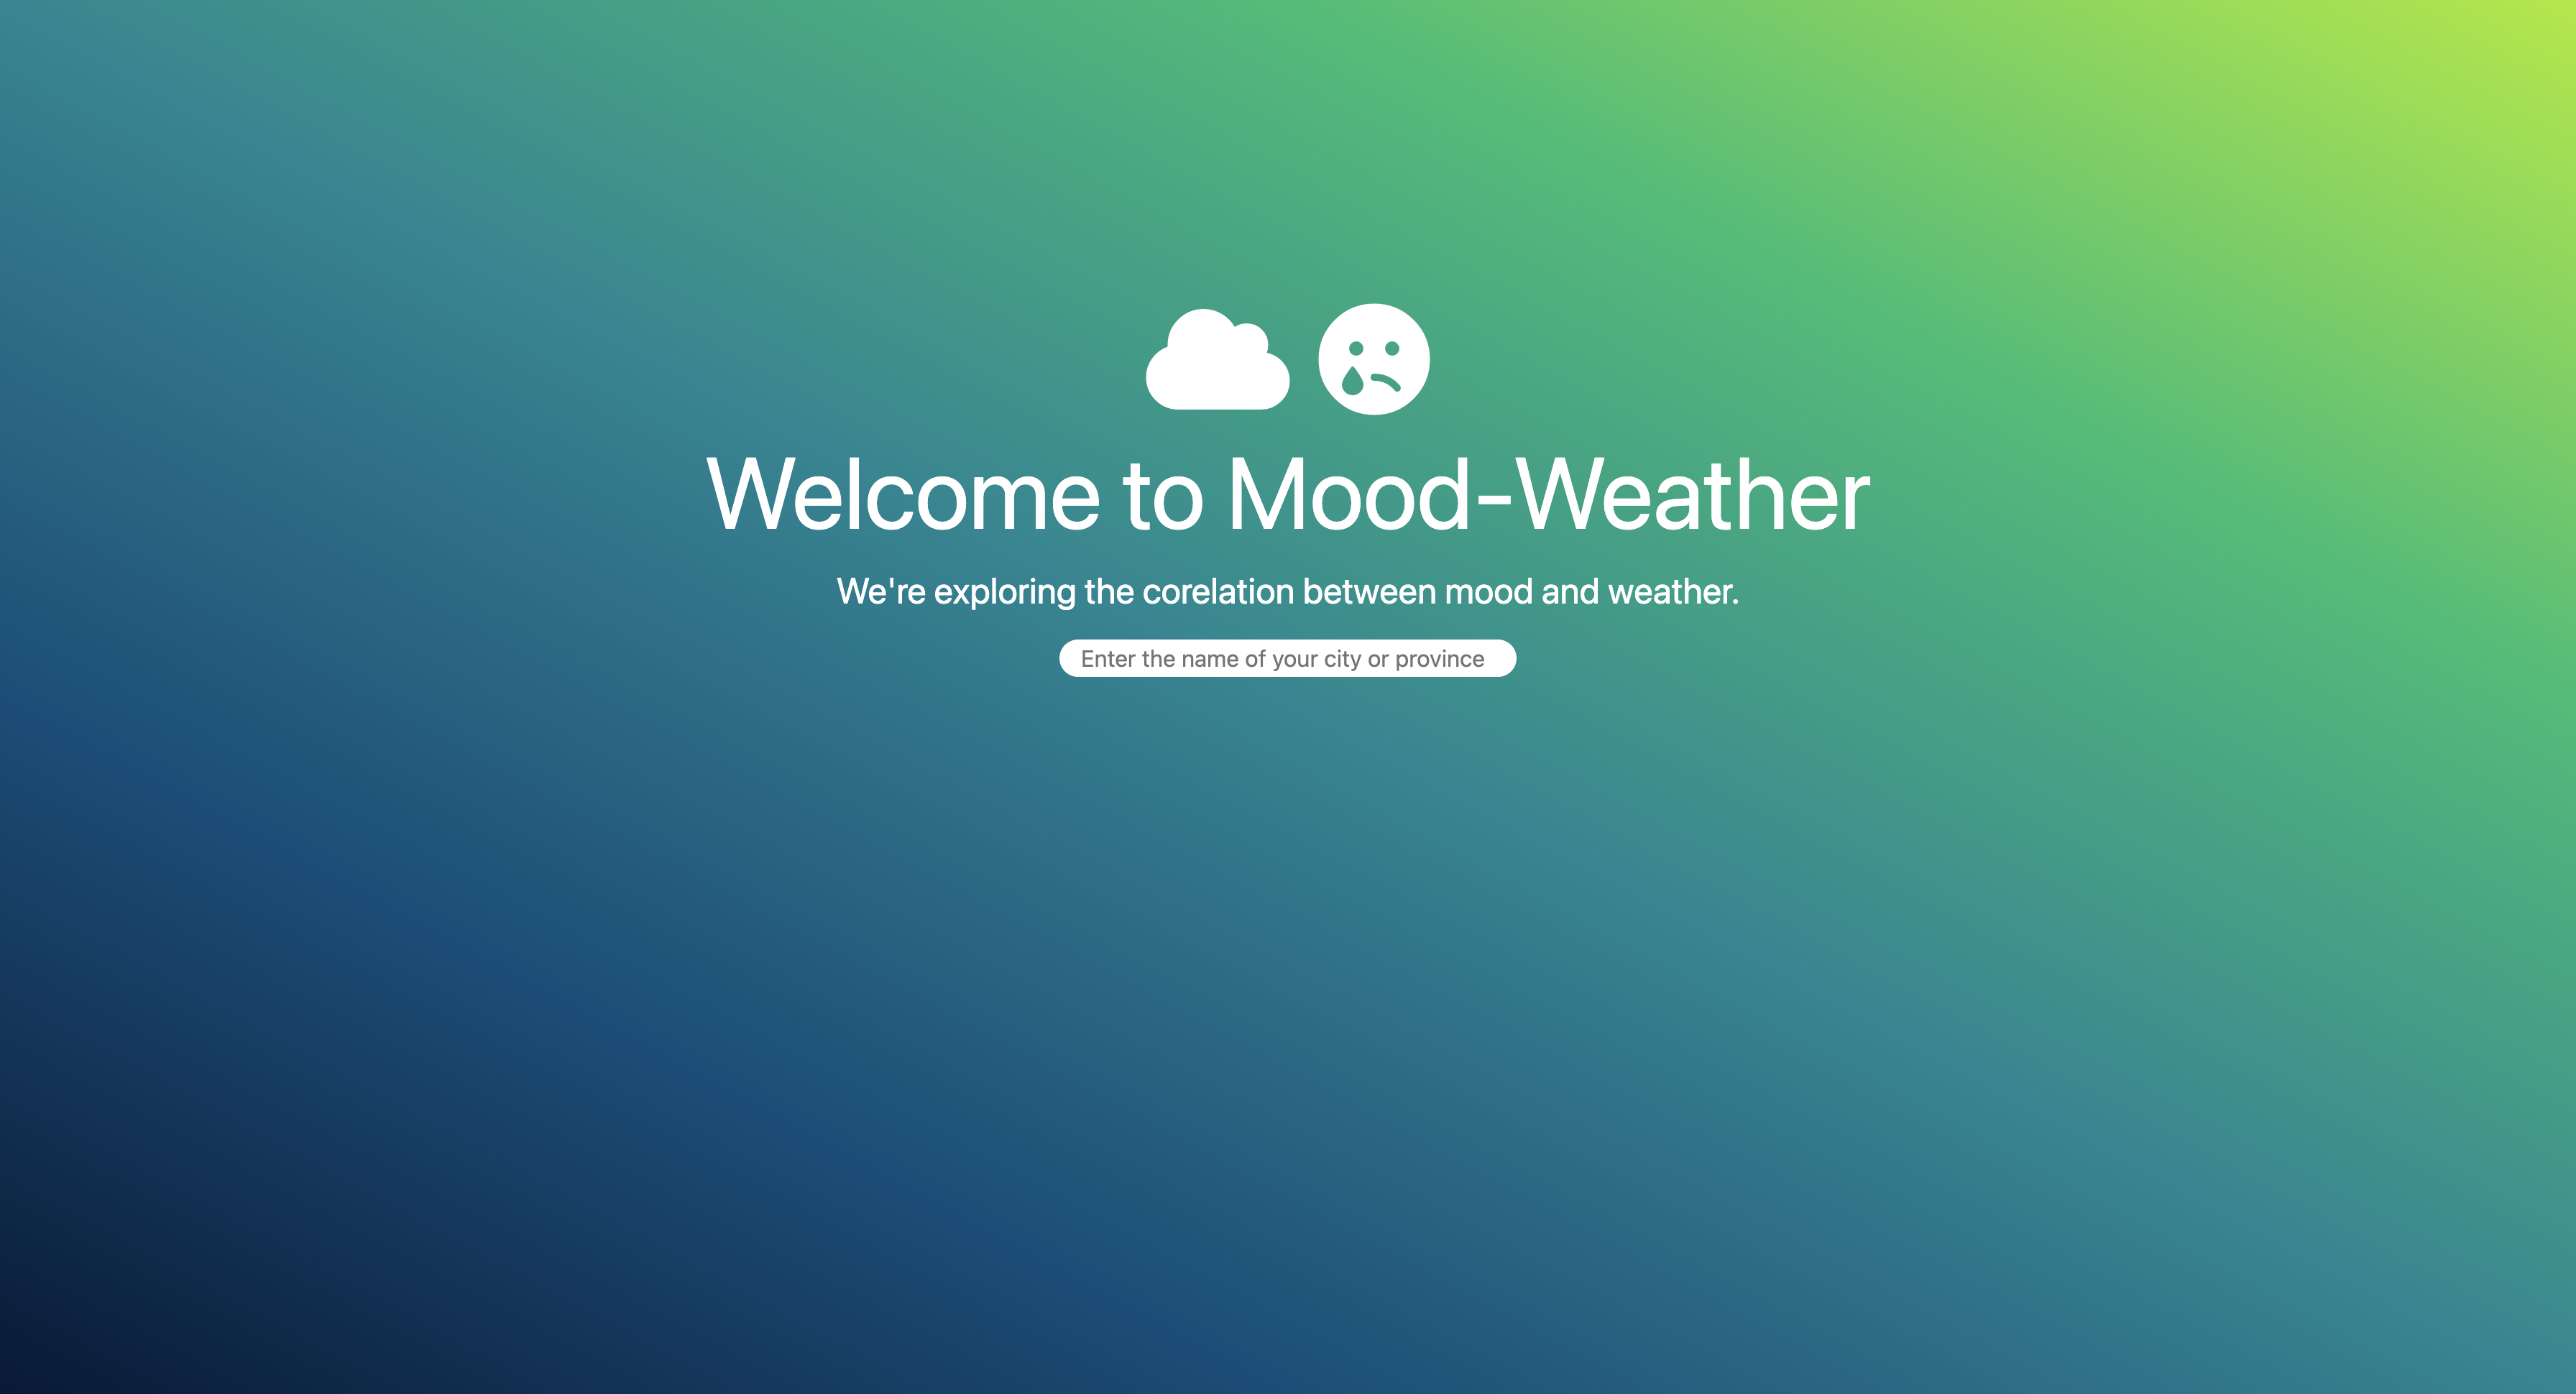 Welcome to Mood-Weather
We're exploring the corelation between mood and weather.
Enter the name of your city or province